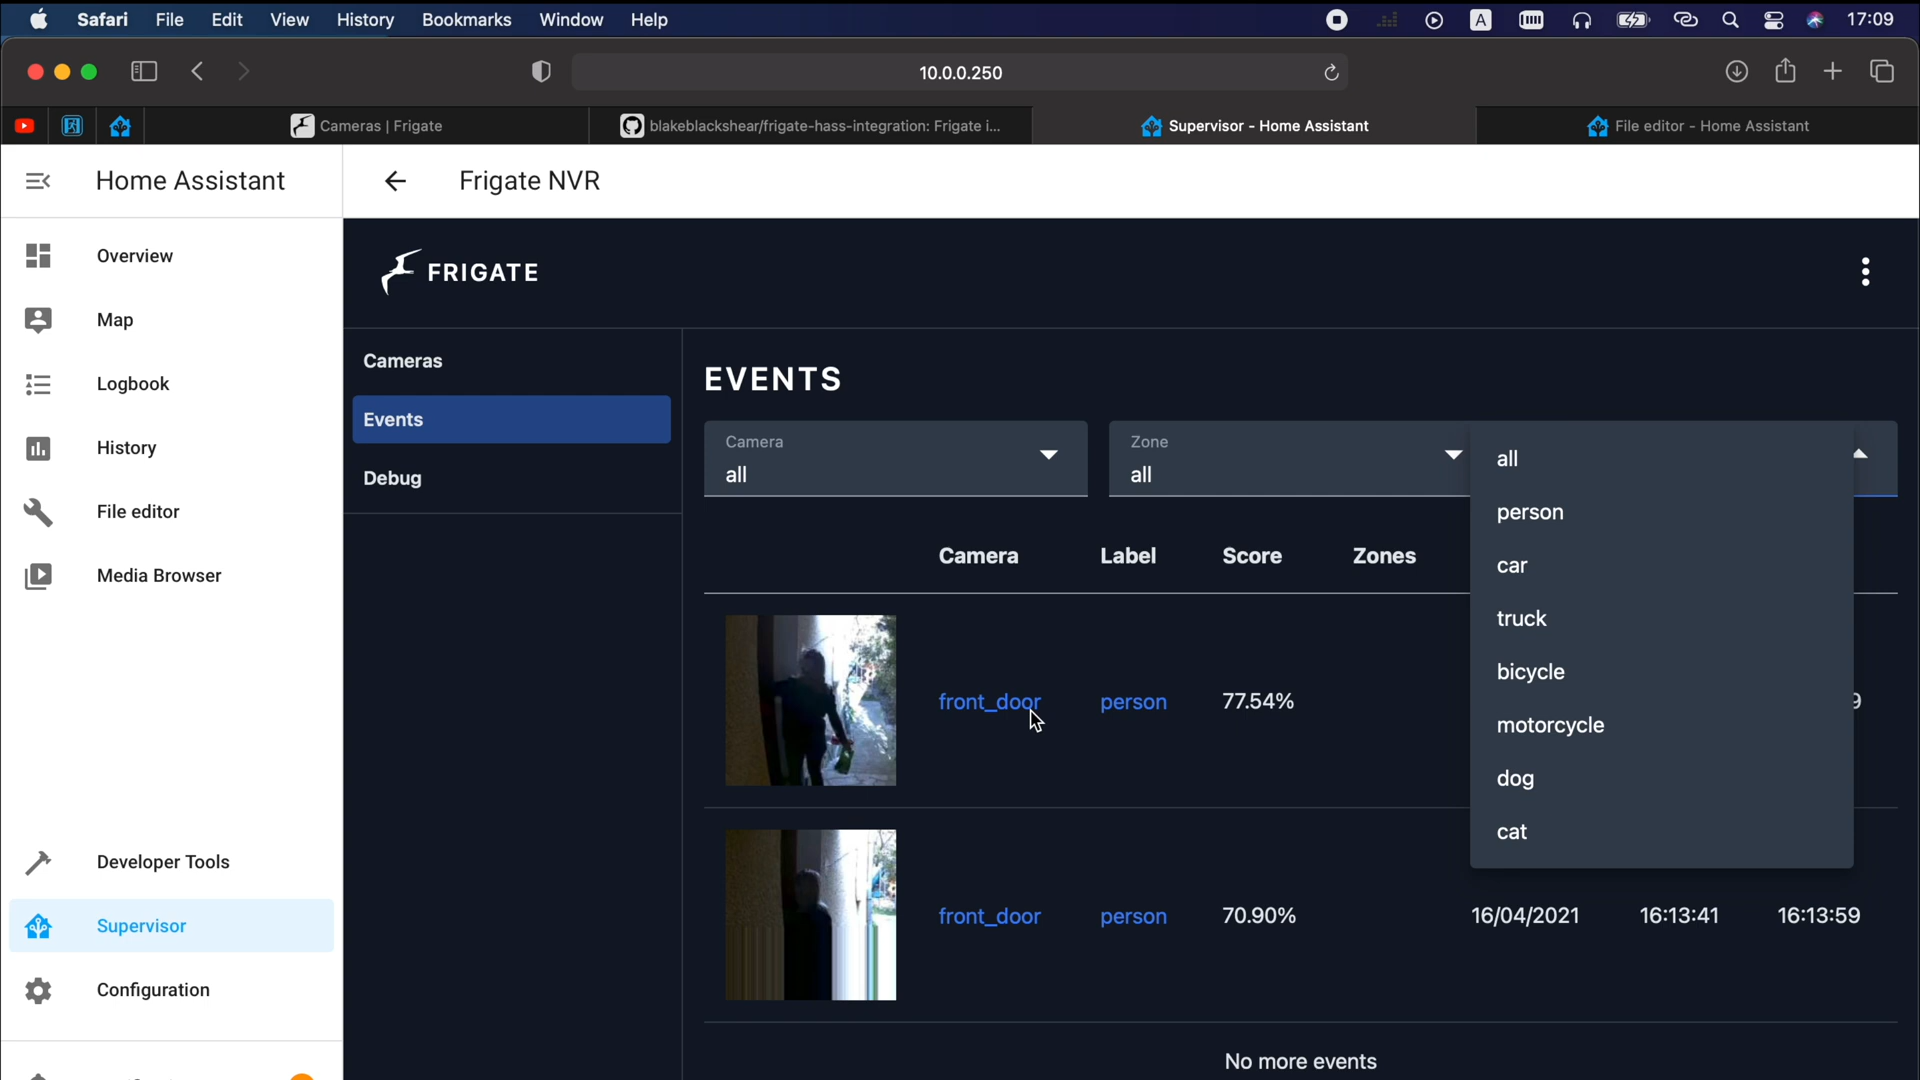 Safari File Edit View History Bookmarks Window Help A 17:09
10.0.0.250
Cameras | Frigate
blakeblackshear/frigate-hass-integration: Frigate i...
Supervisor - Home Assistant
File editor - Home Assistant
Home Assistant
Frigate NVR
Overview
Map
Logbook
History
File editor
Media Browser
Developer Tools
Supervisor
Configuration
FRIGATE
Cameras
Events
Debug
EVENTS
Camera
all
Zone
all
all
person
car
truck
bicycle
motorcycle
dog
cat
Camera Label Score Zones
front_door person 77.54% 9
front_door person 70.90% 16/04/2021 16:13:41 16:13:59
No more events